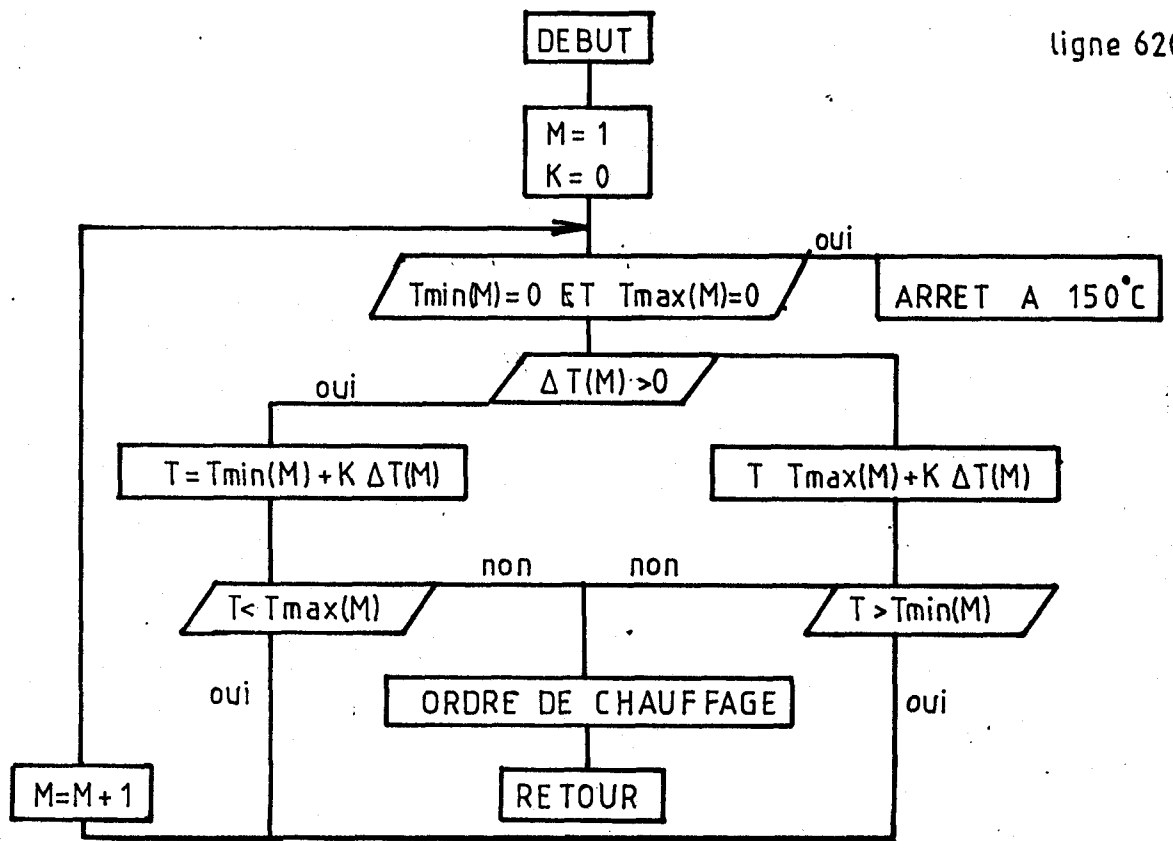 DEBUT
ligne 620
M = 1
K = 0
oui
Tmin(M)=0 ET Tmax(M)=0
ARRET A 150°C
ΔT(M) >0
oui
T = Tmin(M) + K ΔT(M)
T Tmax(M)+K ΔT(M)
non
non
T< Tmax(M)
T >Tmin(M)
oui
ORDRE DE CHAUFFAGE
oui
M=M+1
RETOUR